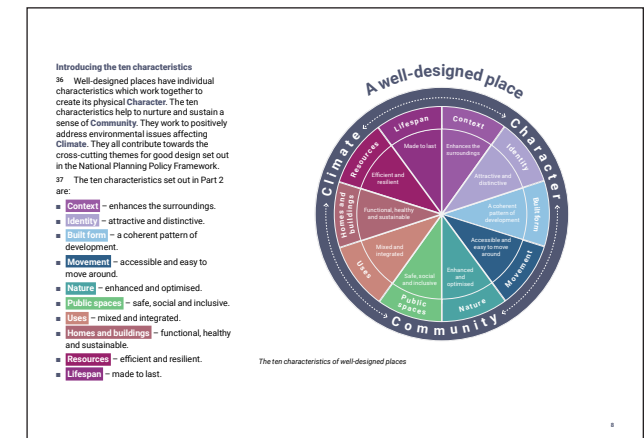 Introducing the ten characteristics
36 Well-designed places have individual
characteristics which work together to
create its physical Character. The ten
characteristics help to nurture and sustain a
sense of Community. They work to positively
address environmental issues affecting
Climate. They all contribute towards the
cross-cutting themes for good design set out
in the National Planning Policy Framework.
37 The ten characteristics set out in Part 2
are:
■ Context – enhances the surroundings.
■ Identity – attractive and distinctive.
■ Built form – a coherent pattern of
development.
■ Movement – accessible and easy to
move around.
■ Nature – enhanced and optimised.
■ Public spaces – safe, social and inclusive.
■ Uses – mixed and integrated.
■ Homes and buildings – functional, healthy
and sustainable.
■ Resources – efficient and resilient.
■ Lifespan – made to last.
A well-designed place
Climate
Character
Community
Context
Enhances the
surroundings
Identity
Attractive and
distinctive
Built form
A coherent
pattern of
development
Movement
Accessible and
easy to move
around
Nature
Enhanced
and
optimised
Public
spaces
Safe, social
and inclusive
Uses
Mixed and
integrated
Homes and
buildings
Functional, healthy
and sustainable
Resources
Efficient and
resilient
Lifespan
Made to last
The ten characteristics of well-designed places
8